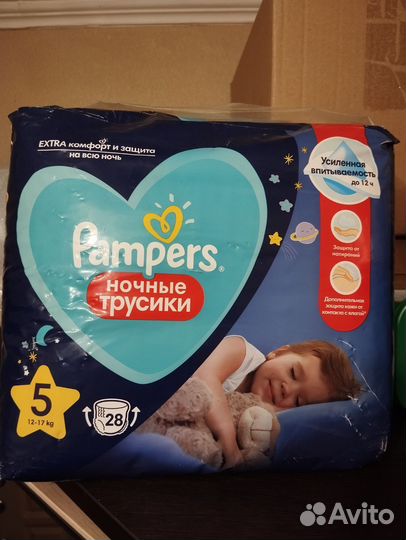 EXTRA комфорт и защита
на всю ночь
Pampers®
ночные
трусики
Усиленная
впитываемость
до 12 ч
Защита от
натираний
Дополнительная
защита кожи от
контакта с влагой*
5
12-17 kg
28
Avito